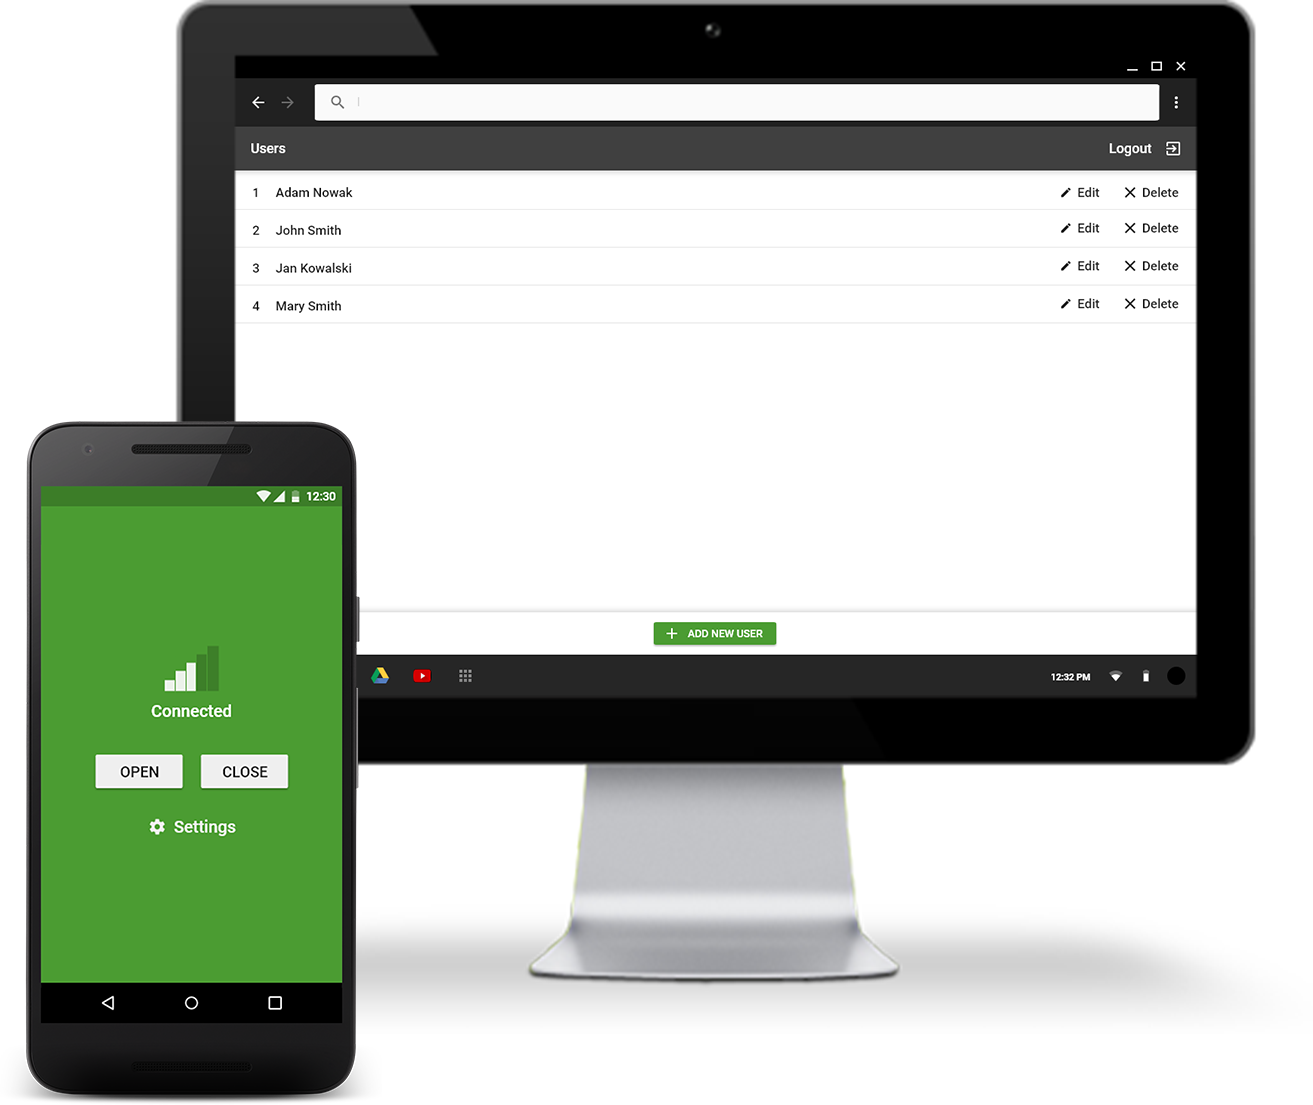 Users Logout
1 Adam Nowak Edit Delete
2 John Smith Edit Delete
3 Jan Kowalski Edit Delete
4 Mary Smith Edit Delete
ADD NEW USER
12:32 PM
12:30
Connected
OPEN CLOSE
Settings